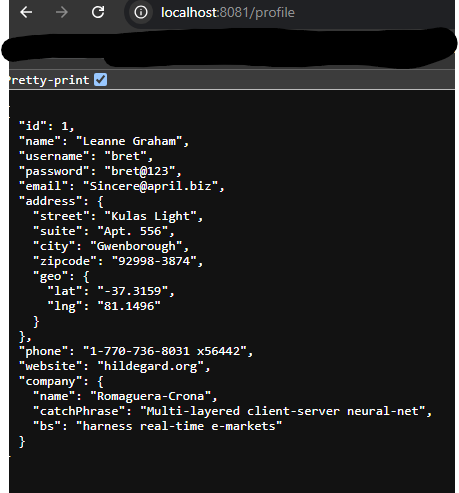 localhost:8081/profile
Pretty-print
"id": 1,
"name": "Leanne Graham",
"username": "bret",
"password": "bret@123",
"email": "Sincere@april.biz",
"address": {
"street": "Kulas Light",
"suite": "Apt. 556",
"city": "Gwenborough",
"zipcode": "92998-3874",
"geo": {
"lat": "-37.3159",
"lng": "81.1496"
}
},
"phone": "1-770-736-8031 x56442",
"website": "hildegard.org",
"company": {
"name": "Romaguera-Crona",
"catchPhrase": "Multi-layered client-server neural-net",
"bs": "harness real-time e-markets"
}